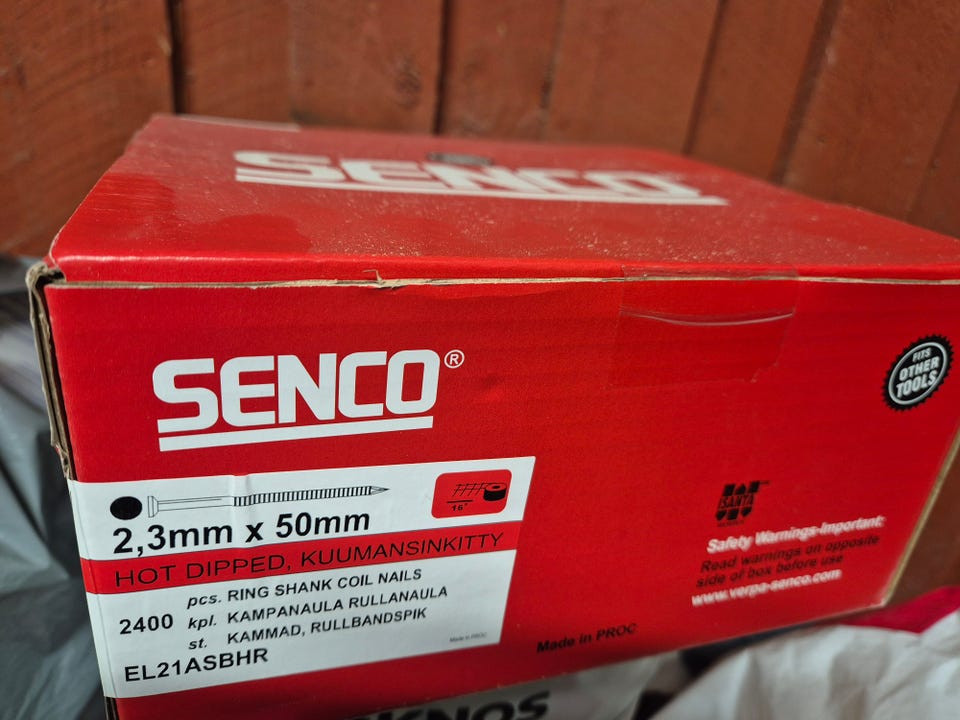 SENCO
SENCO®
FITS
OTHER
TOOLS
16°
2,3mm x 50mm
HOT DIPPED, KUUMANSINKITTY
2400
pcs. RING SHANK COIL NAILS
kpl. KAMPANAULA RULLANAULA
st. KAMMAD, RULLBANDSPIK
Made in PROC
EL21ASBHR
ISANTA
Safety Warnings-Important:
Read warnings on opposite
side of box before use
www.verpa-senco.com
Made in PROC
KNOS